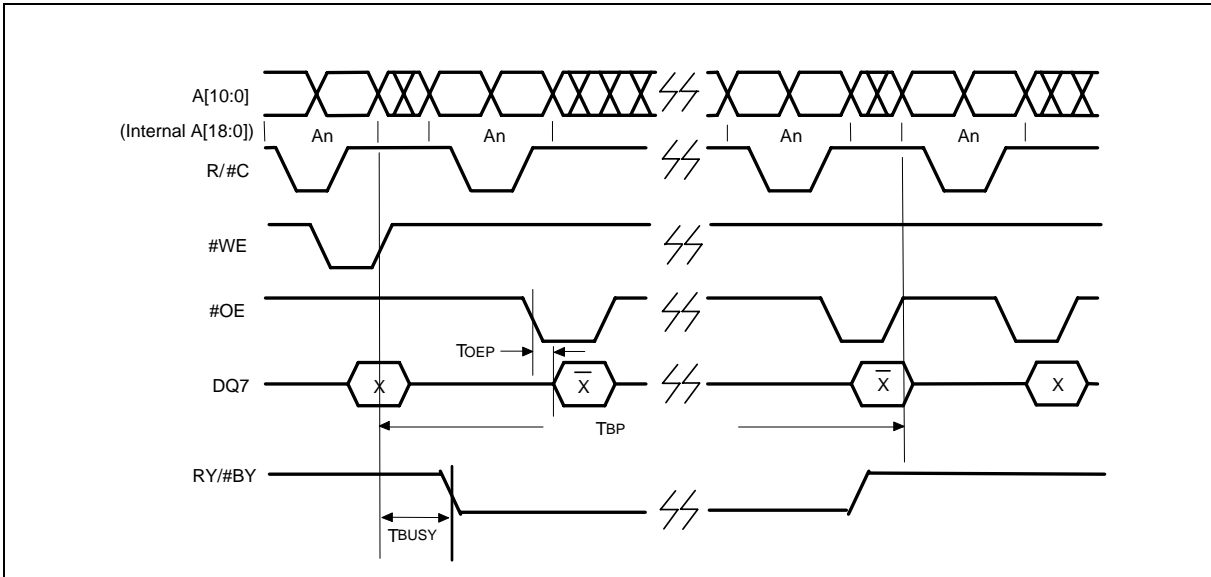 A[10:0]
(Internal A[18:0])
An An An An
R/#C
#WE
#OE
TOEP
DQ7
X X̅ X̅ X
TBP
RY/#BY
TBUSY